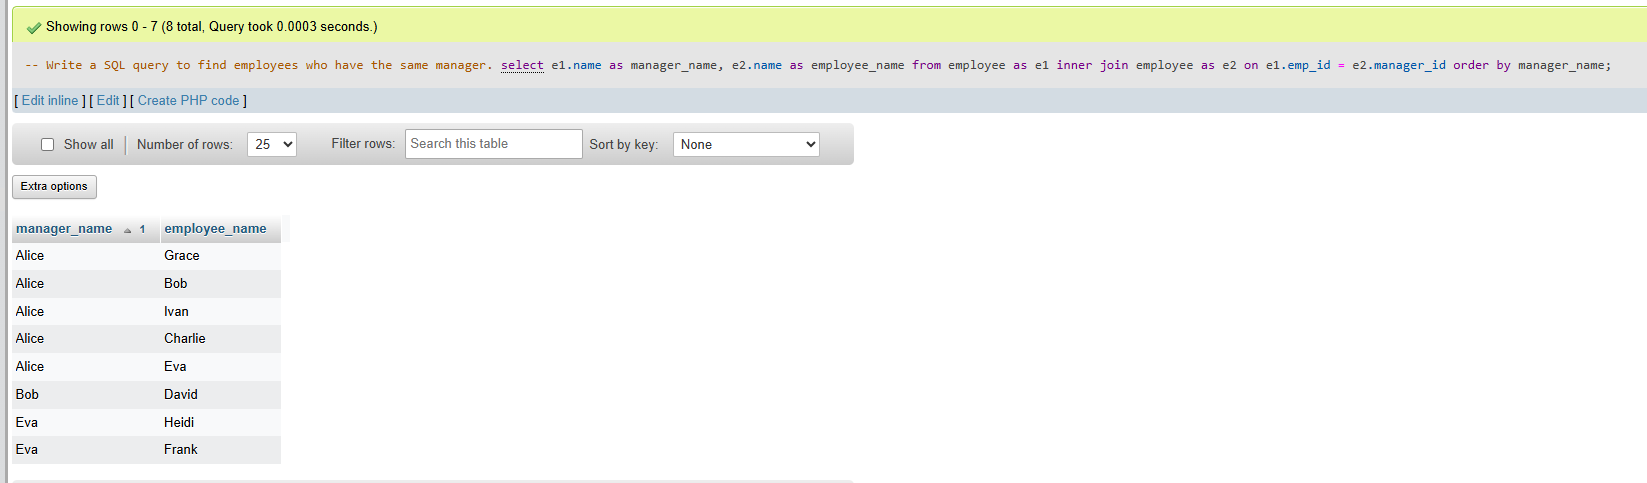 Showing rows 0 - 7 (8 total, Query took 0.0003 seconds.)
-- Write a SQL query to find employees who have the same manager. select e1.name as manager_name, e2.name as employee_name from employee as e1 inner join employee as e2 on e1.emp_id = e2.manager_id order by manager_name;
[ Edit inline ] [ Edit ] [ Create PHP code ]
Show all Number of rows: 25 Filter rows: Search this table Sort by key: None
Extra options
manager_name 1 employee_name
Alice Grace
Alice Bob
Alice Ivan
Alice Charlie
Alice Eva
Bob David
Eva Heidi
Eva Frank